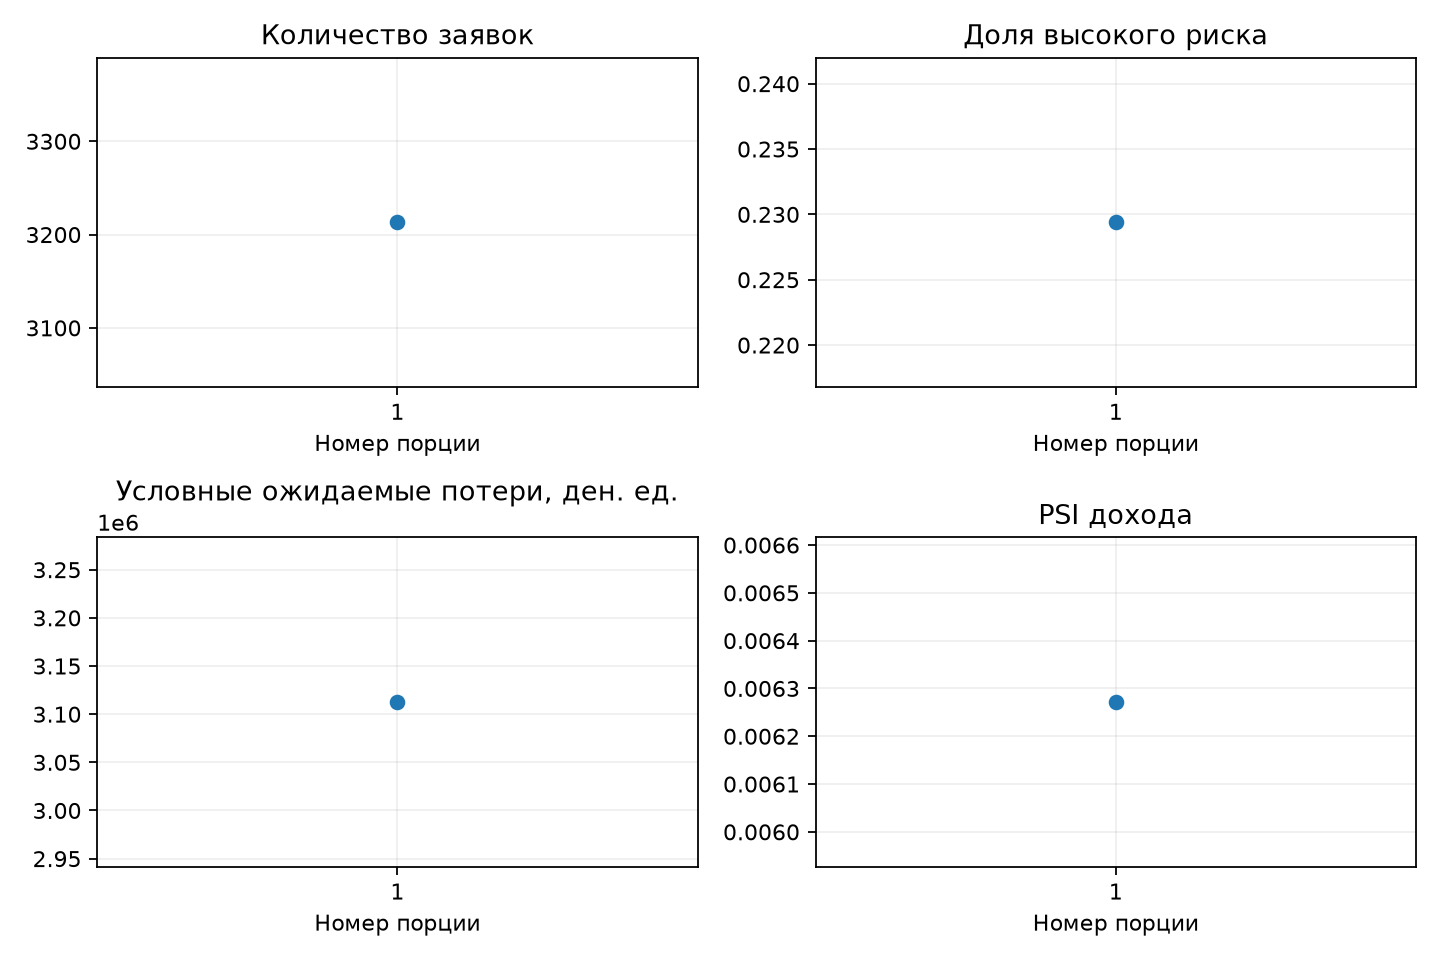 Количество заявок
3300
3200
3100
1
Номер порции
Доля высокого риска
0.240
0.235
0.230
0.225
0.220
1
Номер порции
Условные ожидаемые потери, ден. ед.
1e6
3.25
3.20
3.15
3.10
3.05
3.00
2.95
1
Номер порции
PSI дохода
0.0066
0.0065
0.0064
0.0063
0.0062
0.0061
0.0060
1
Номер порции